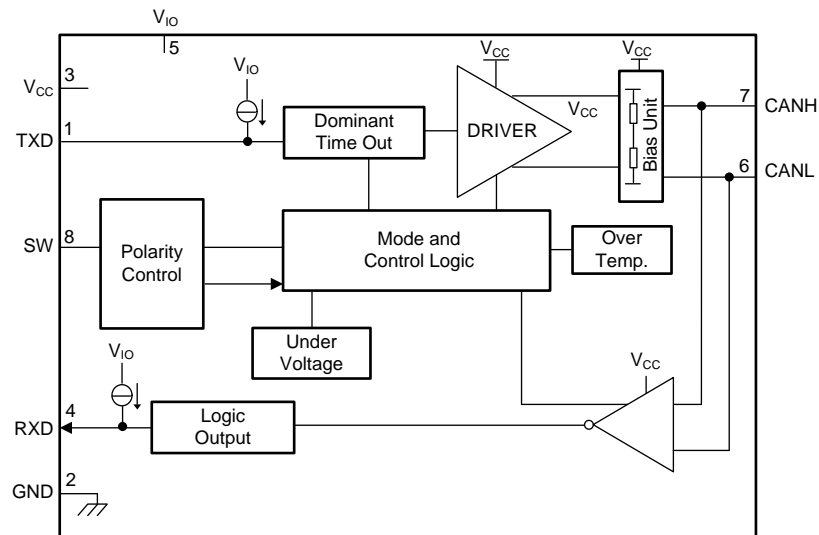 VIO
5
VCC
3
VIO
TXD
1
Dominant
Time Out
VCC
DRIVER
VCC
VCC
Bias Unit
7
CANH
6
CANL
SW
8
Polarity
Control
Mode and
Control Logic
Over
Temp.
Under
Voltage
VIO
RXD
4
Logic
Output
VCC
GND
2